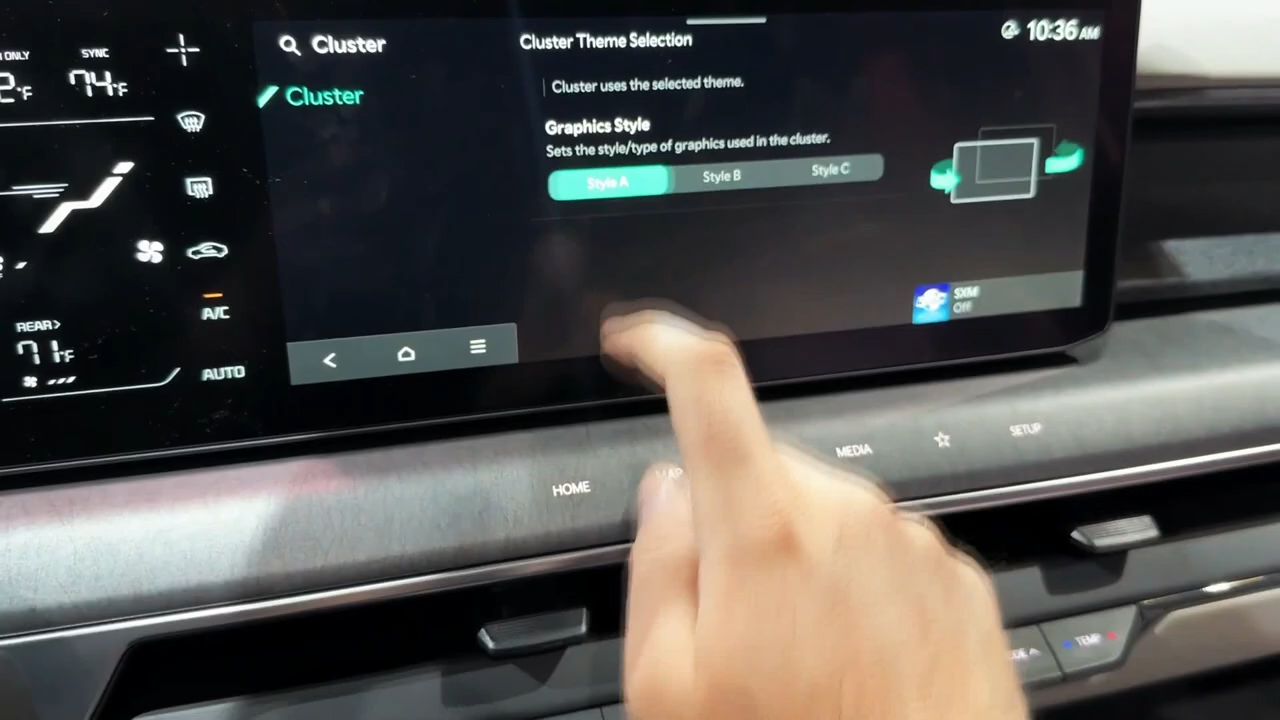 ONLY
SYNC
74°F
REAR>
71°F
A/C
AUTO
Cluster
Cluster
Cluster Theme Selection
10:36 AM
Cluster uses the selected theme.
Graphics Style
Sets the style/type of graphics used in the cluster.
Style A
Style B
Style C
SXM
Off
HOME
MAP
MEDIA
SETUP
TEMP